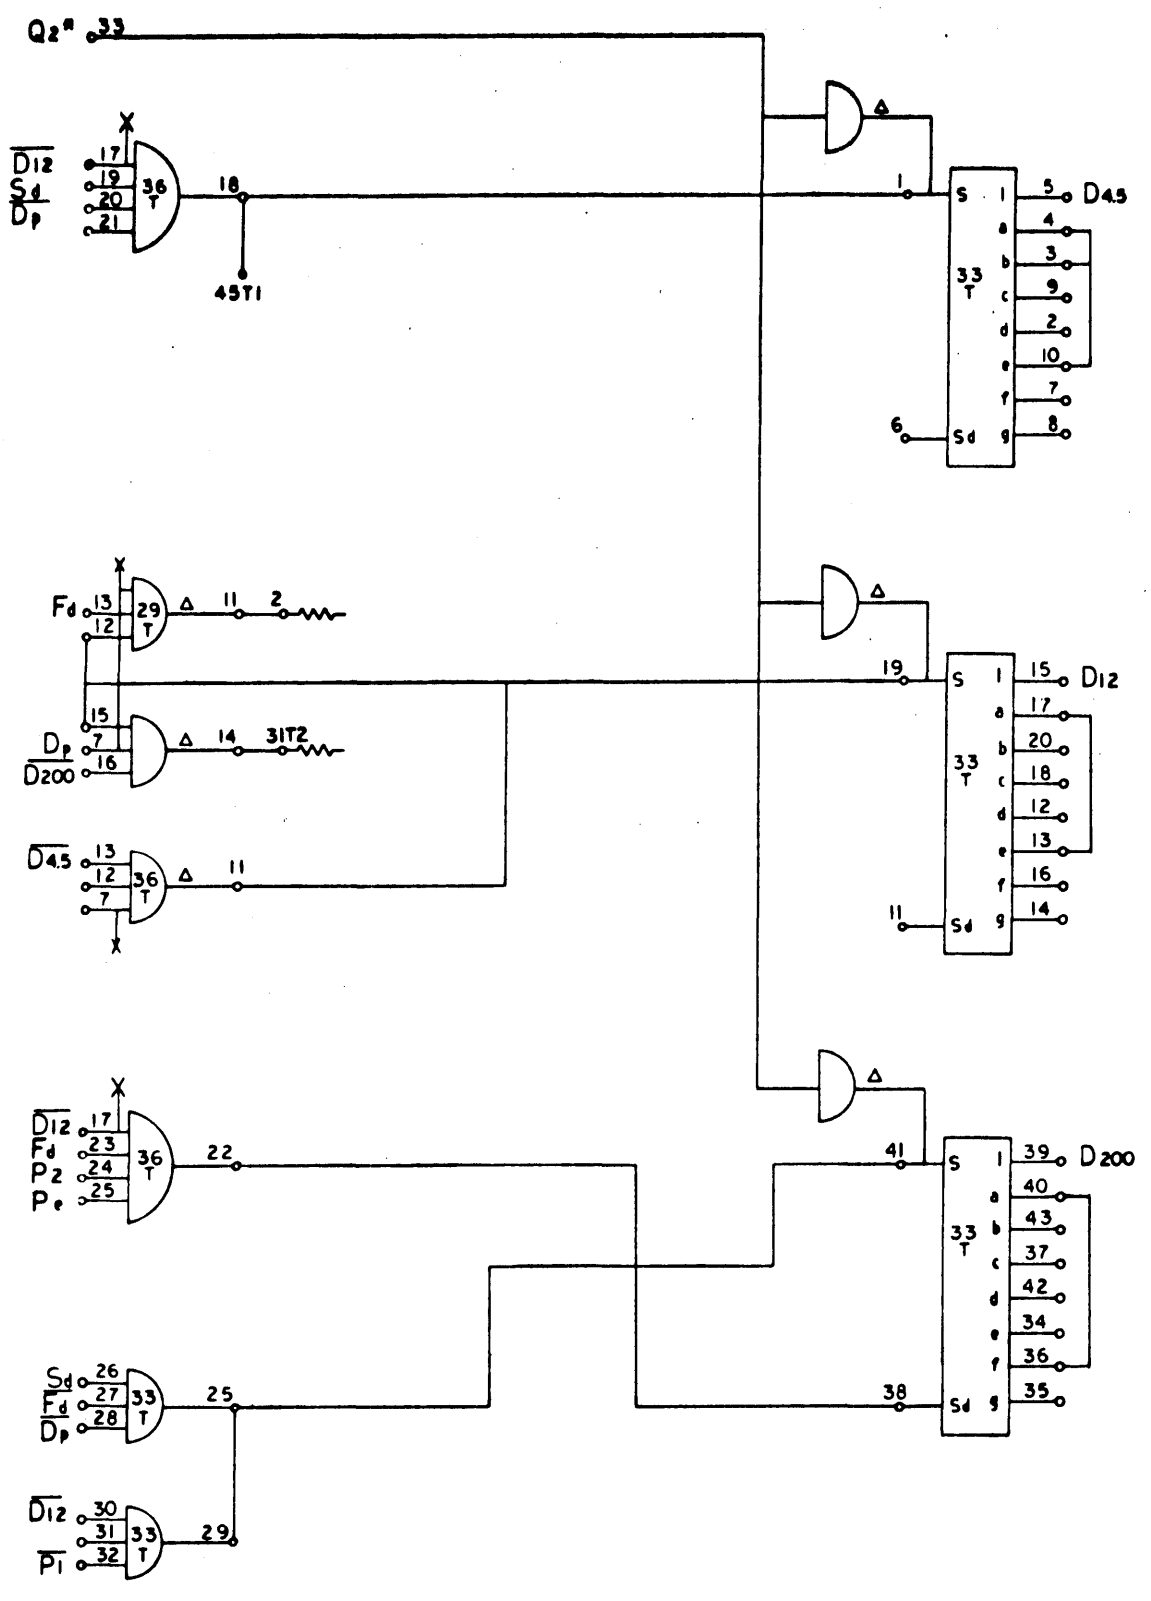 Q2* 33
Δ
X
D12 17
Sd 19
20
Dp 21
36
T
18
45T1
1
S 1 5 D4.5
a 4
b 3
33
T
c 9
d 2
e 10
f 7
6
Sd g 8
X
Fd 13
12
29
T
Δ 11 2
Δ
19
S 1 15 D12
a 17
15
Dp 7
D200 16
Δ 14 31T2
b 20
33
T
c 18
d 12
e 13
f 16
11
Sd g 14
D4.5 13
12
7
36
T
Δ 11
X
Δ
X
D12 17
Fd 23
P2 24
Pe 25
36
T
22
41
S 1 39 D200
a 40
b 43
33
T
c 37
d 42
e 34
f 36
38
Sd g 35
Sd 26
Fd 27
Dp 28
33
T
25
D12 30
31
P1 32
33
T
29